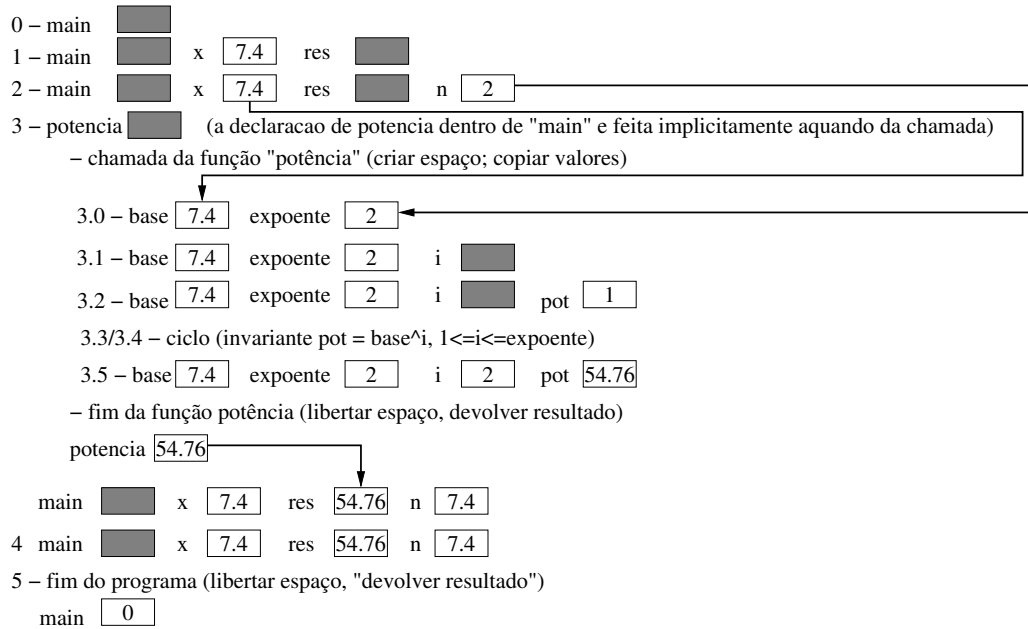 0 – main
1 – main x 7.4 res
2 – main x 7.4 res n 2
3 – potencia (a declaracao de potencia dentro de "main" e feita implicitamente aquando da chamada)
– chamada da função "potência" (criar espaço; copiar valores)
3.0 – base 7.4 expoente 2
3.1 – base 7.4 expoente 2 i
3.2 – base 7.4 expoente 2 i pot 1
3.3/3.4 – ciclo (invariante pot = base^i, 1<=i<=expoente)
3.5 – base 7.4 expoente 2 i 2 pot 54.76
– fim da função potência (libertar espaço, devolver resultado)
potencia 54.76
main x 7.4 res 54.76 n 7.4
4 main x 7.4 res 54.76 n 7.4
5 – fim do programa (libertar espaço, "devolver resultado")
main 0